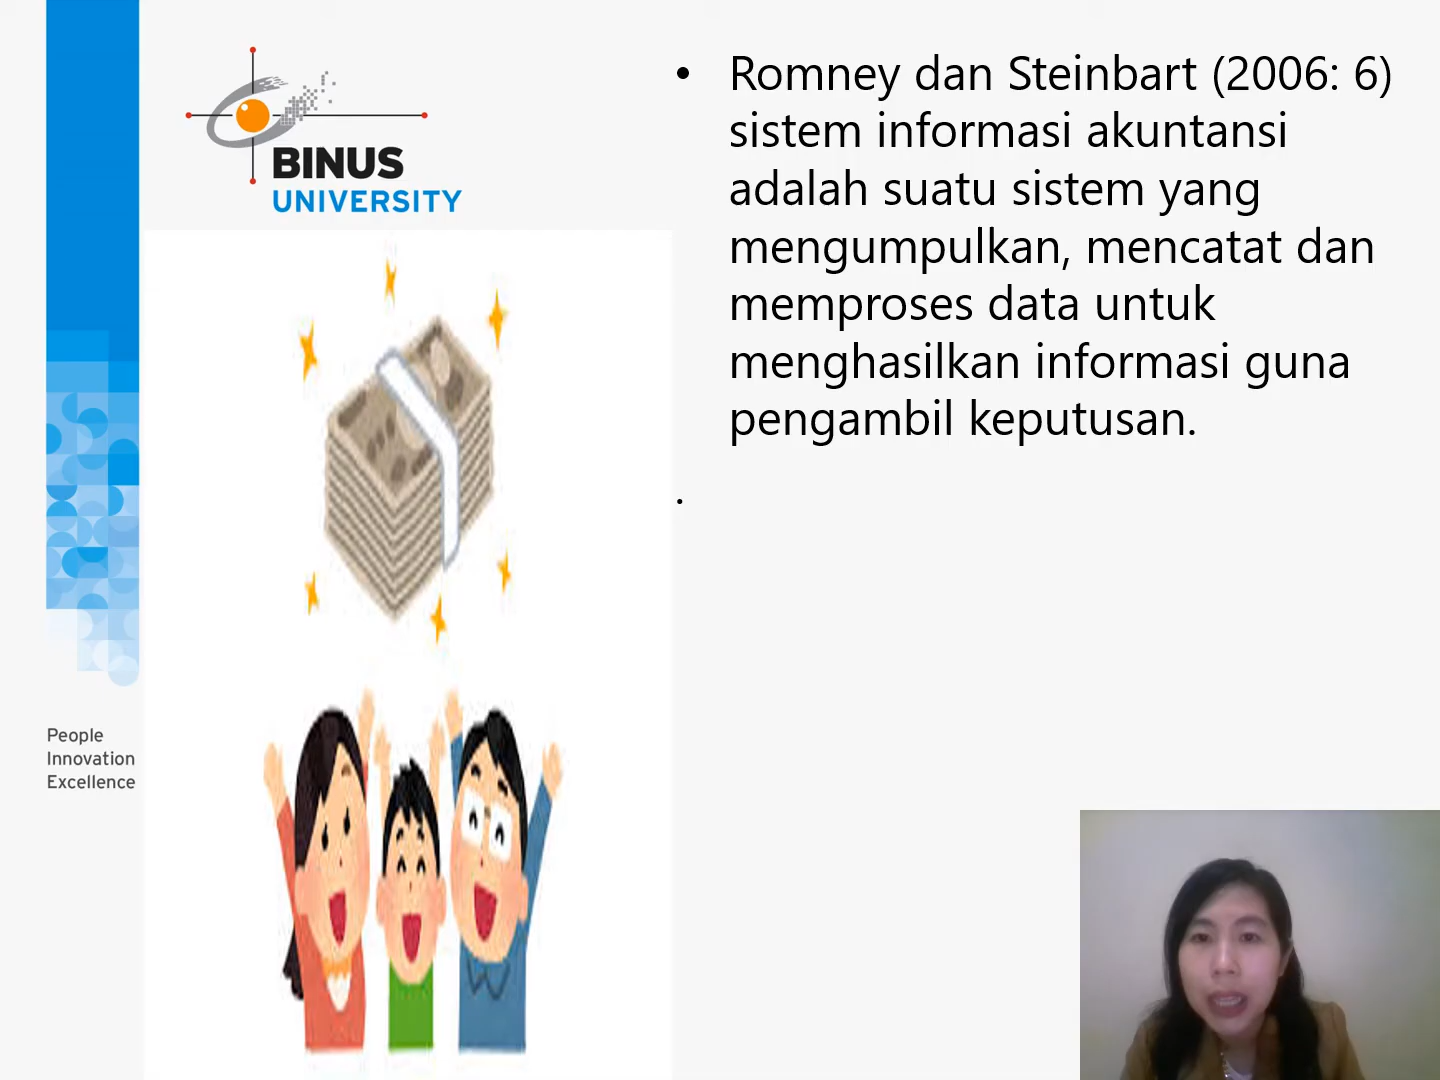 BINUS
UNIVERSITY
• Romney dan Steinbart (2006: 6)
sistem informasi akuntansi
adalah suatu sistem yang
mengumpulkan, mencatat dan
memproses data untuk
menghasilkan informasi guna
pengambil keputusan.
.
People
Innovation
Excellence